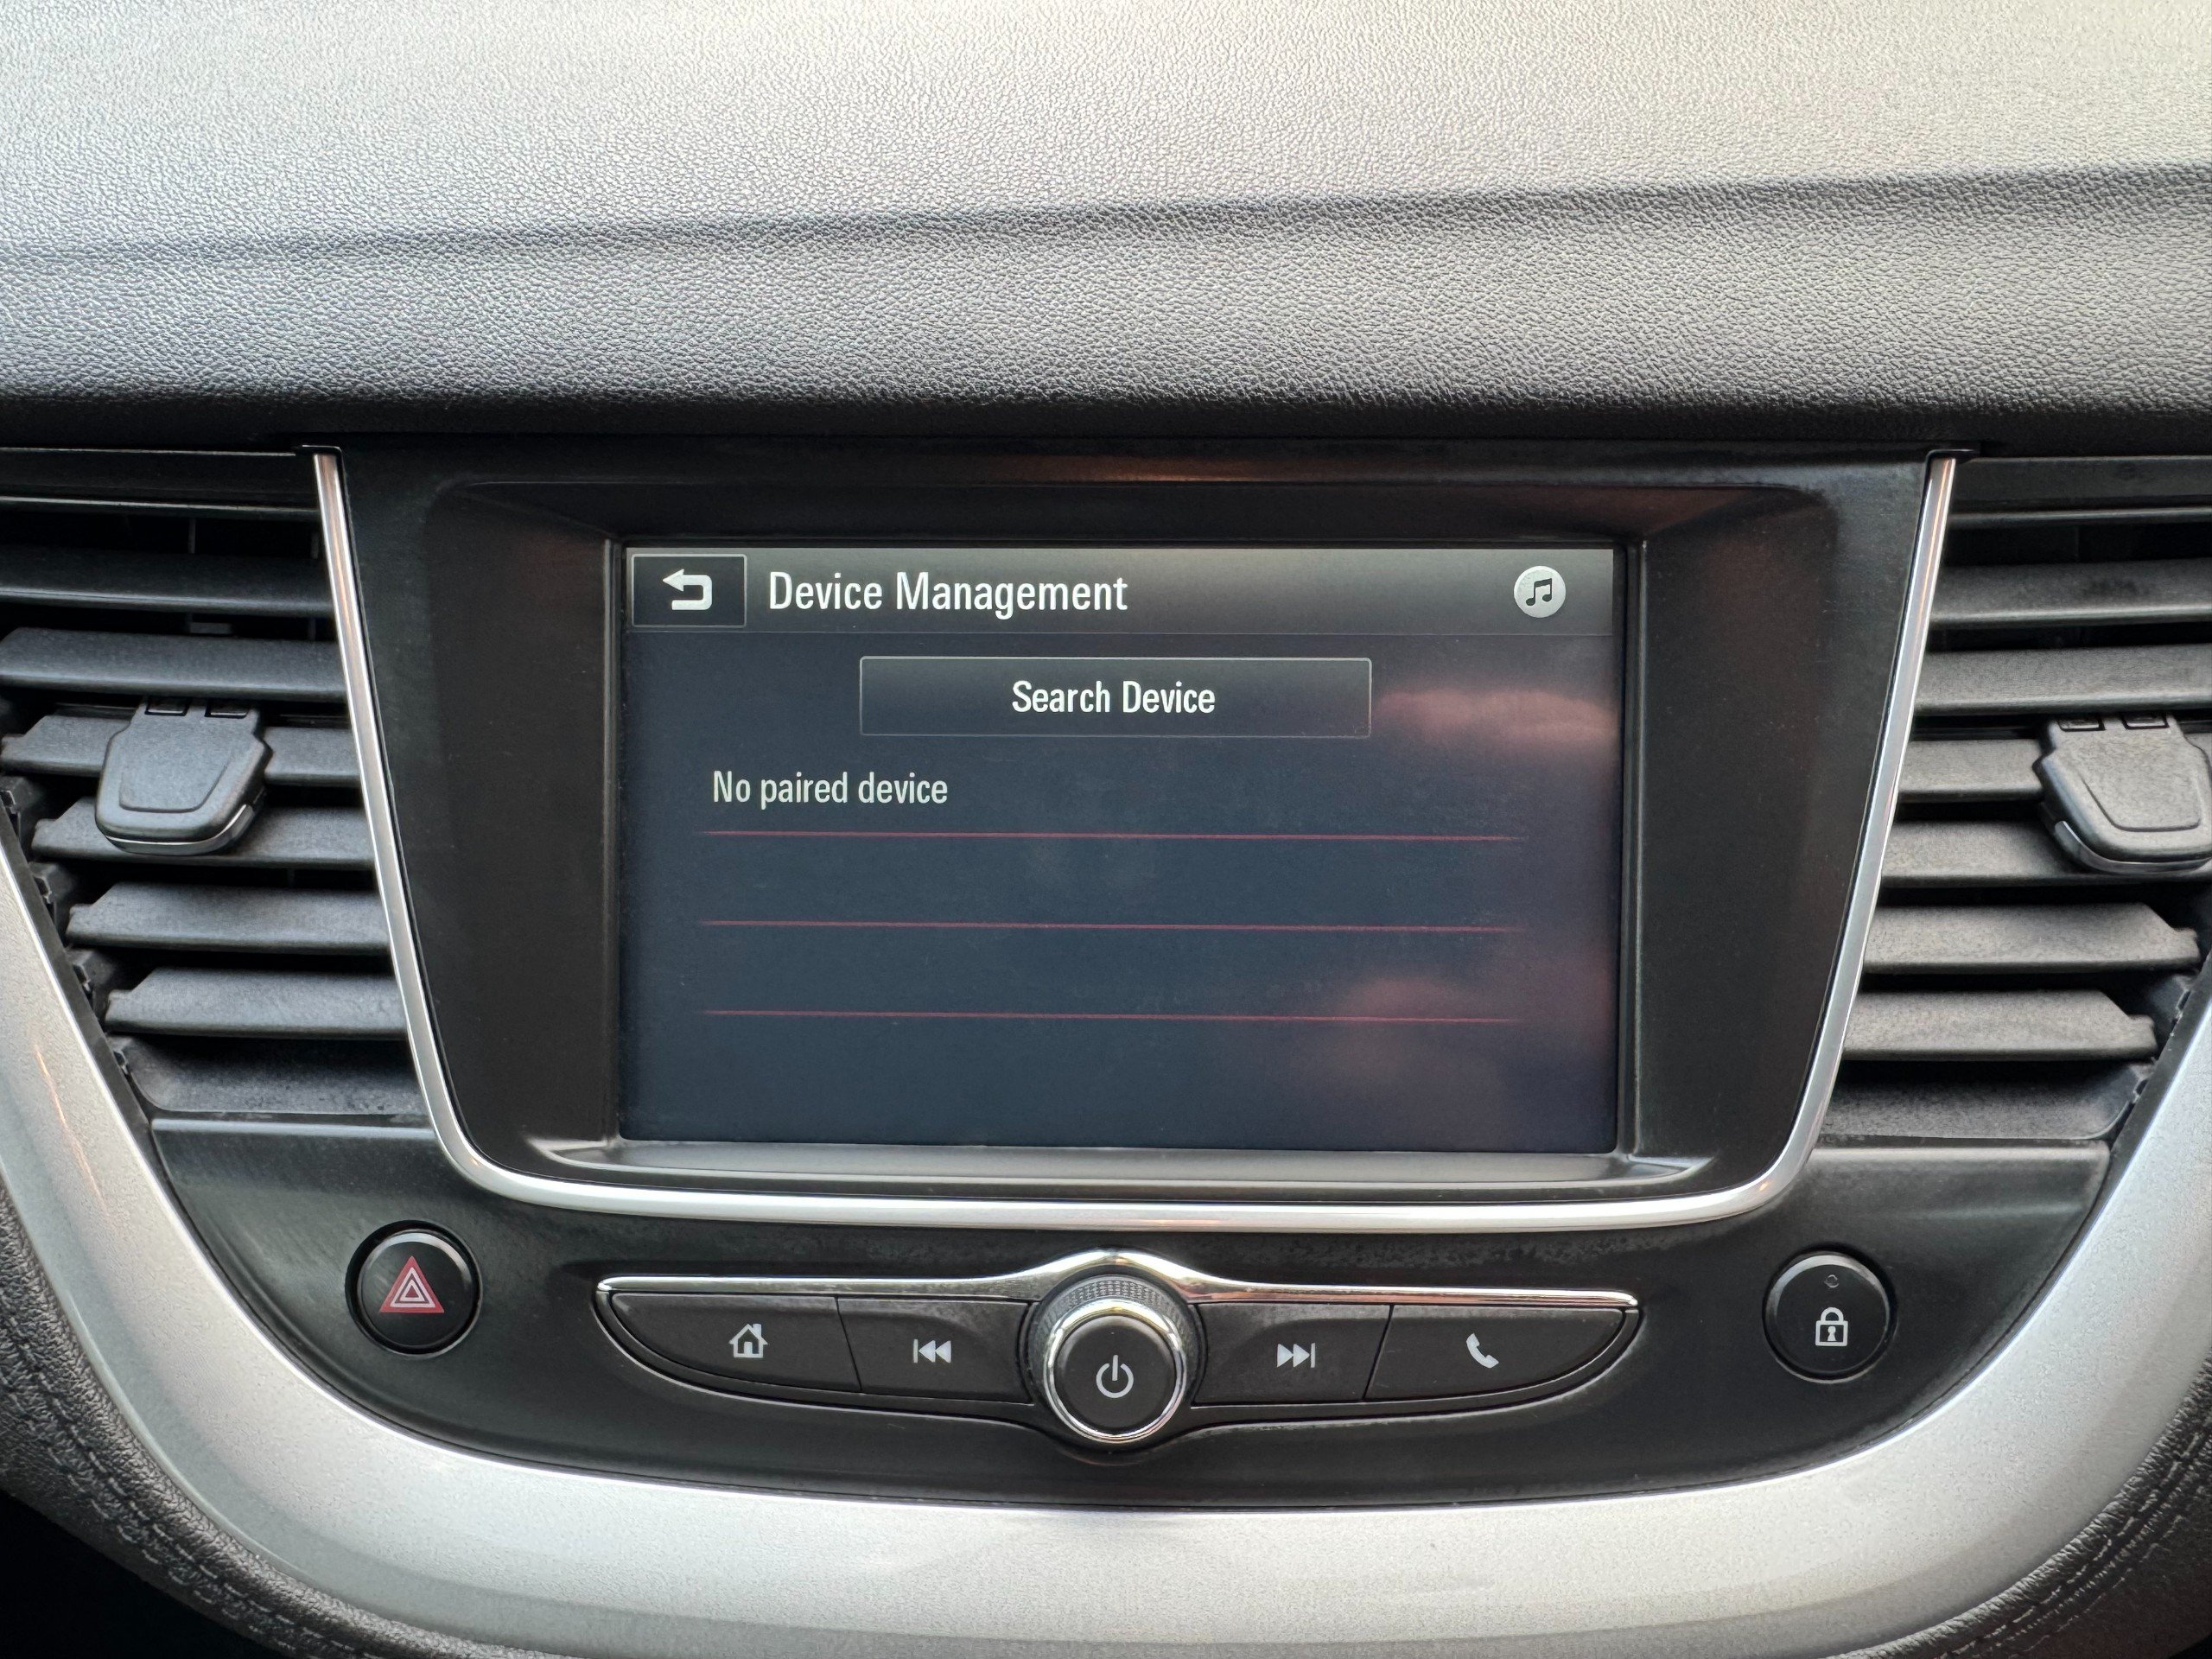 Device Management
Search Device
No paired device